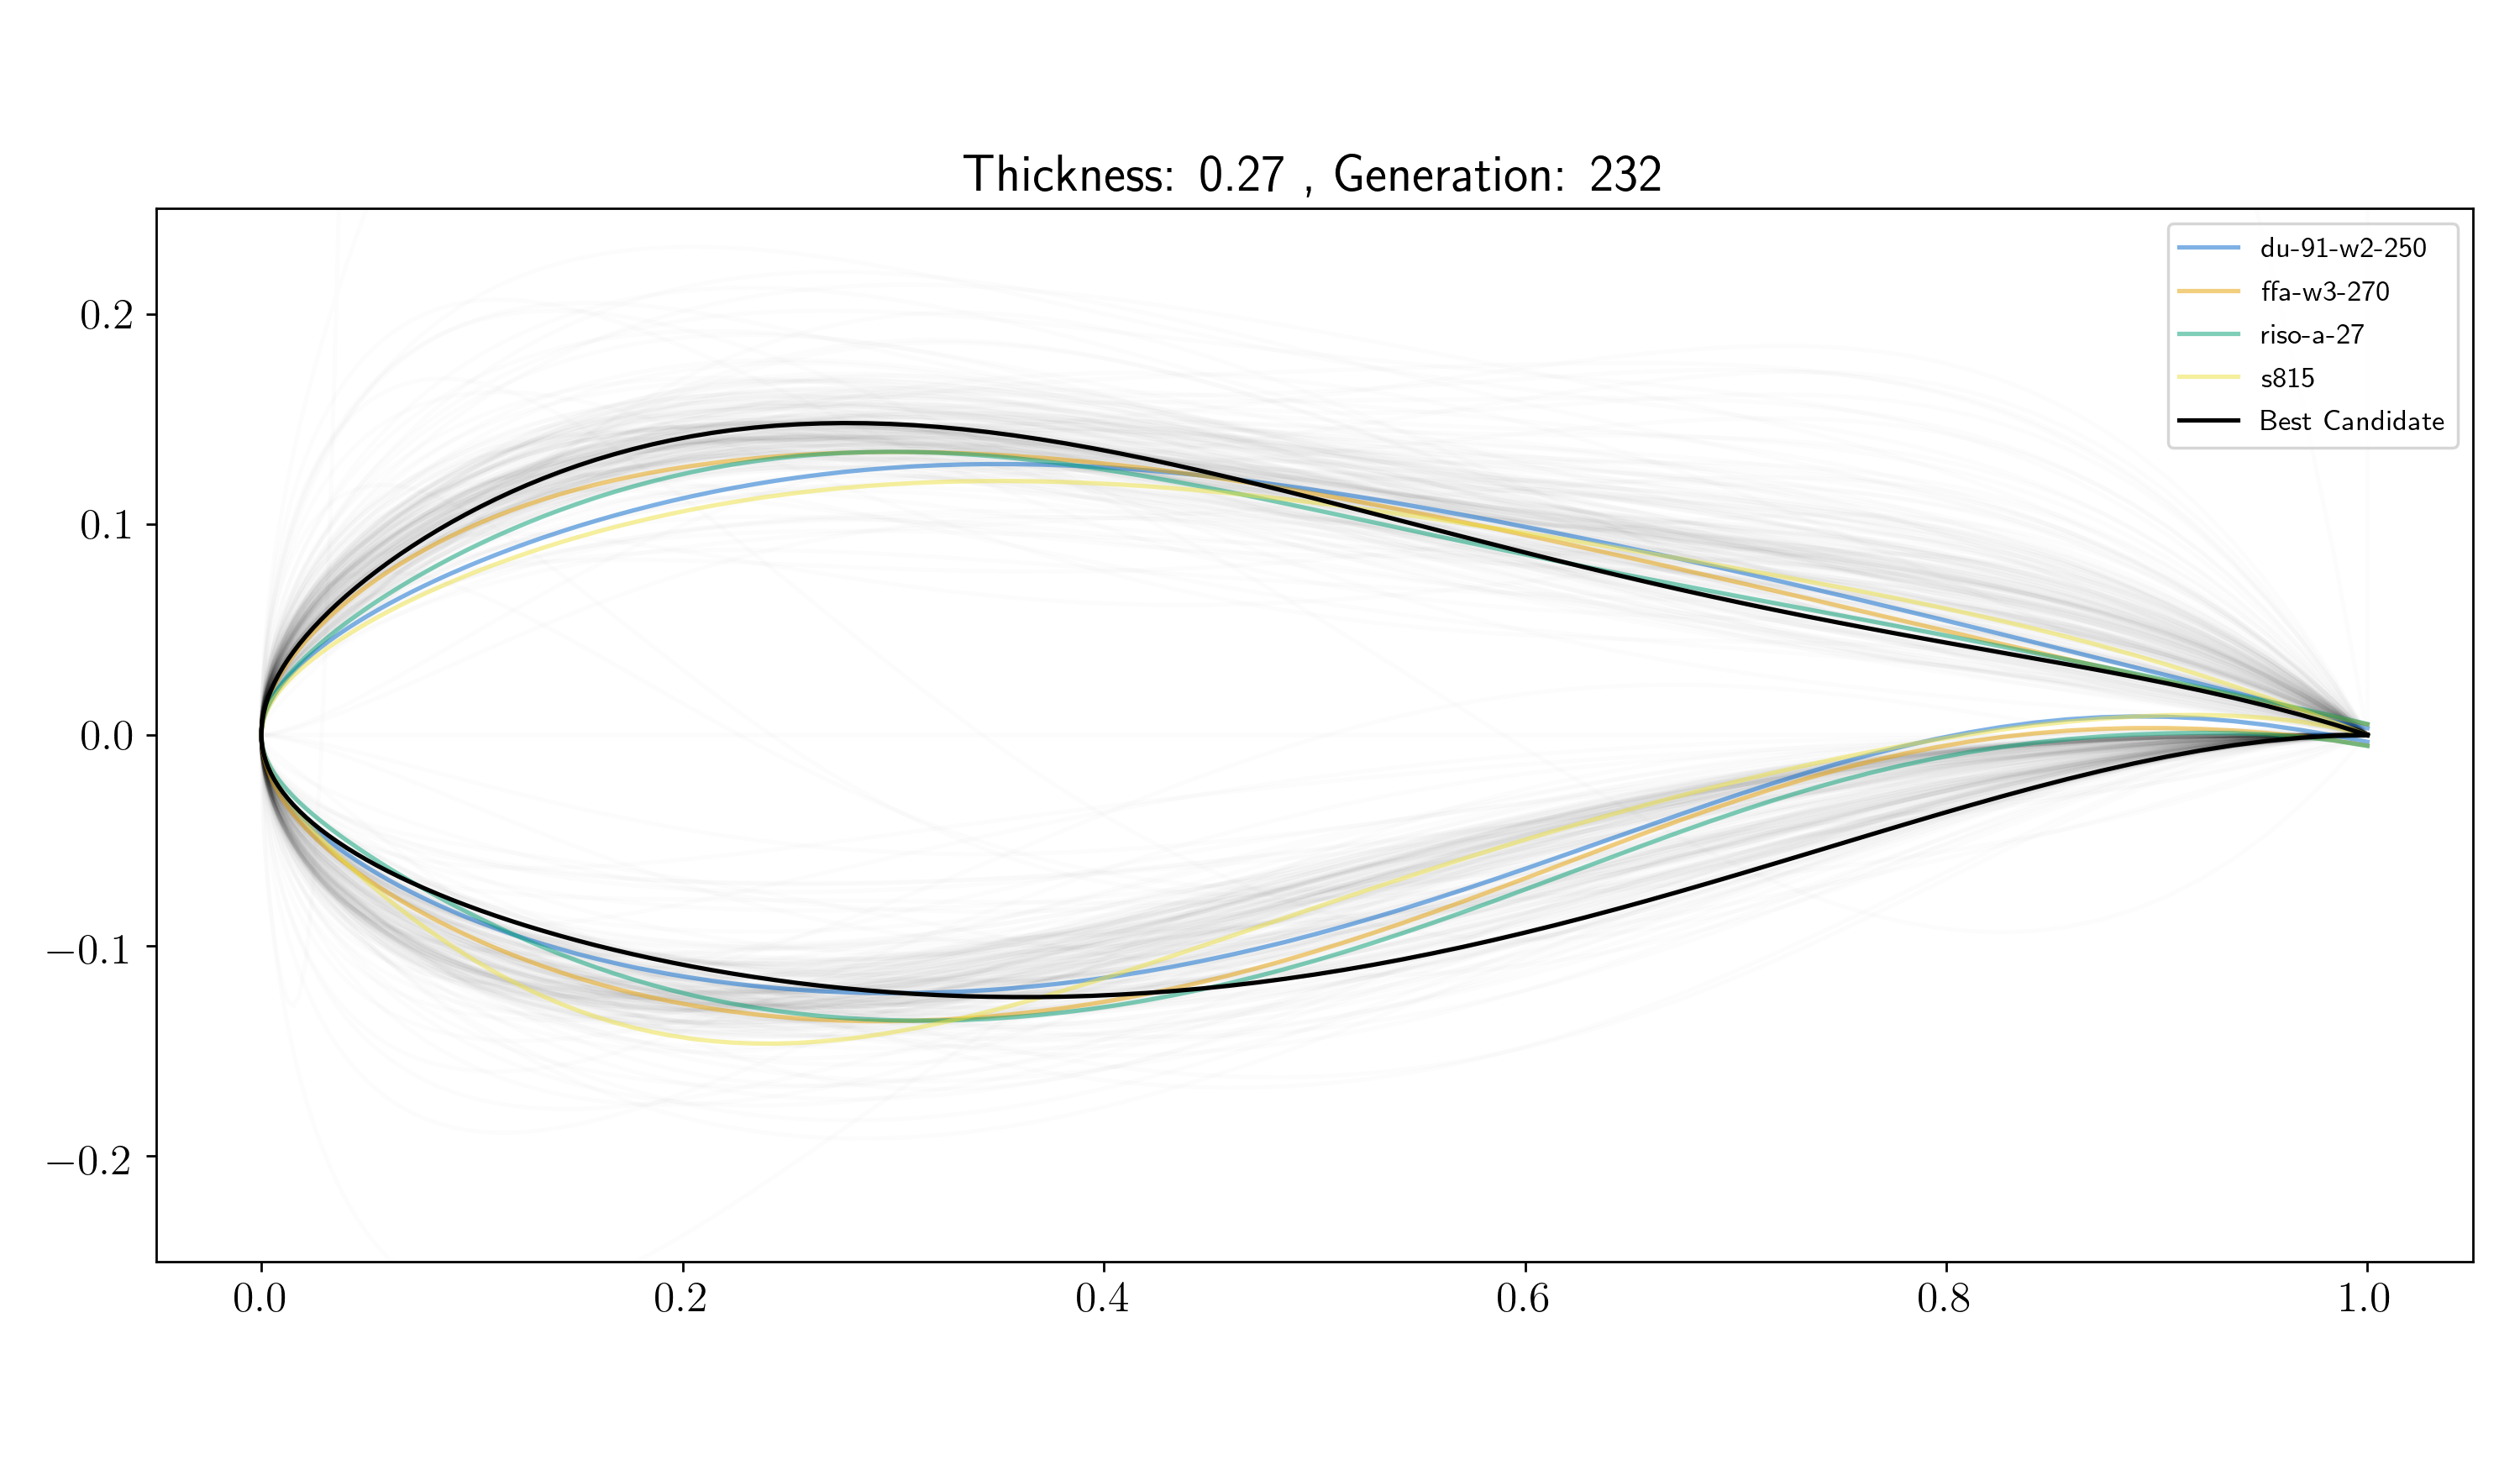 Thickness: 0.27 , Generation: 232
du-91-w2-250
ffa-w3-270
riso-a-27
s815
Best Candidate
0.2
0.1
0.0
−0.1
−0.2
0.0 0.2 0.4 0.6 0.8 1.0